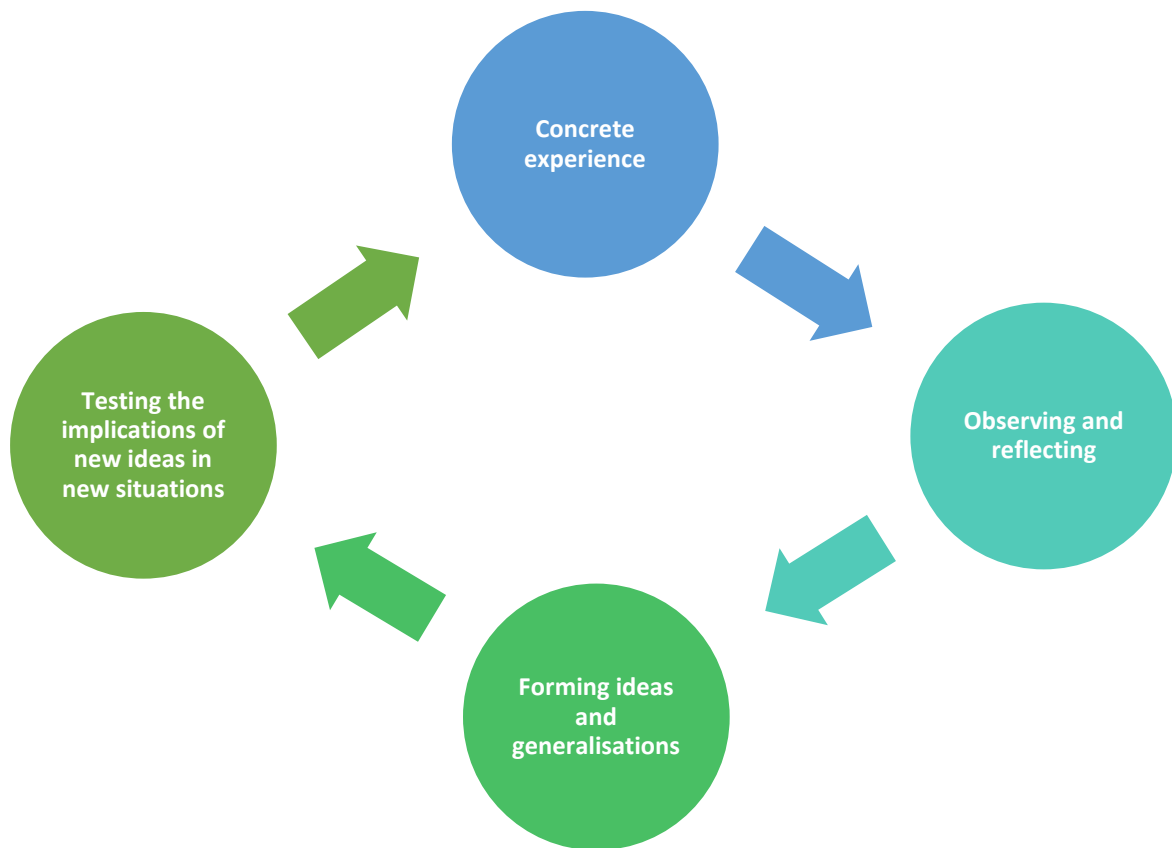 Concrete
experience
Observing and
reflecting
Forming ideas
and
generalisations
Testing the
implications of
new ideas in
new situations